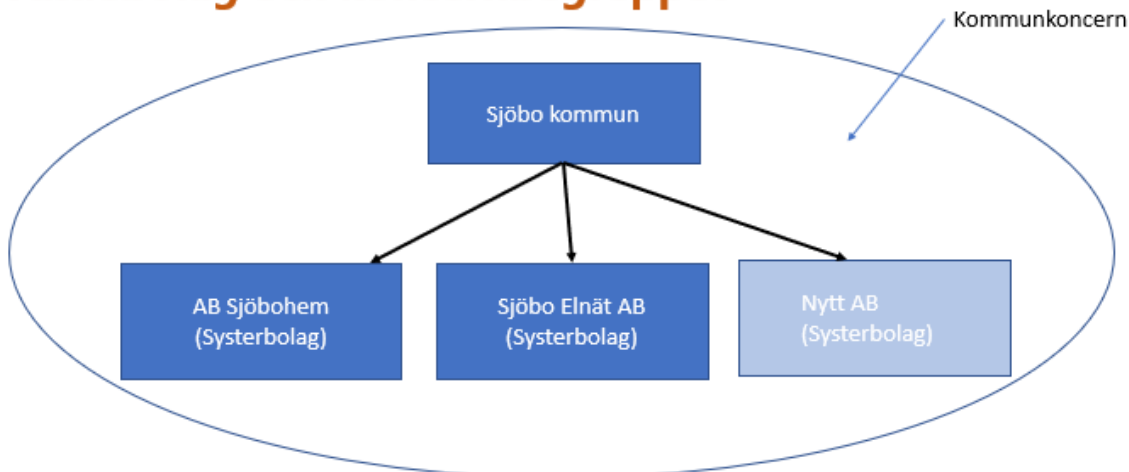 Kommunkoncern
Sjöbo kommun
AB Sjöbohem
(Systerbolag)
Sjöbo Elnät AB
(Systerbolag)
Nytt AB
(Systerbolag)